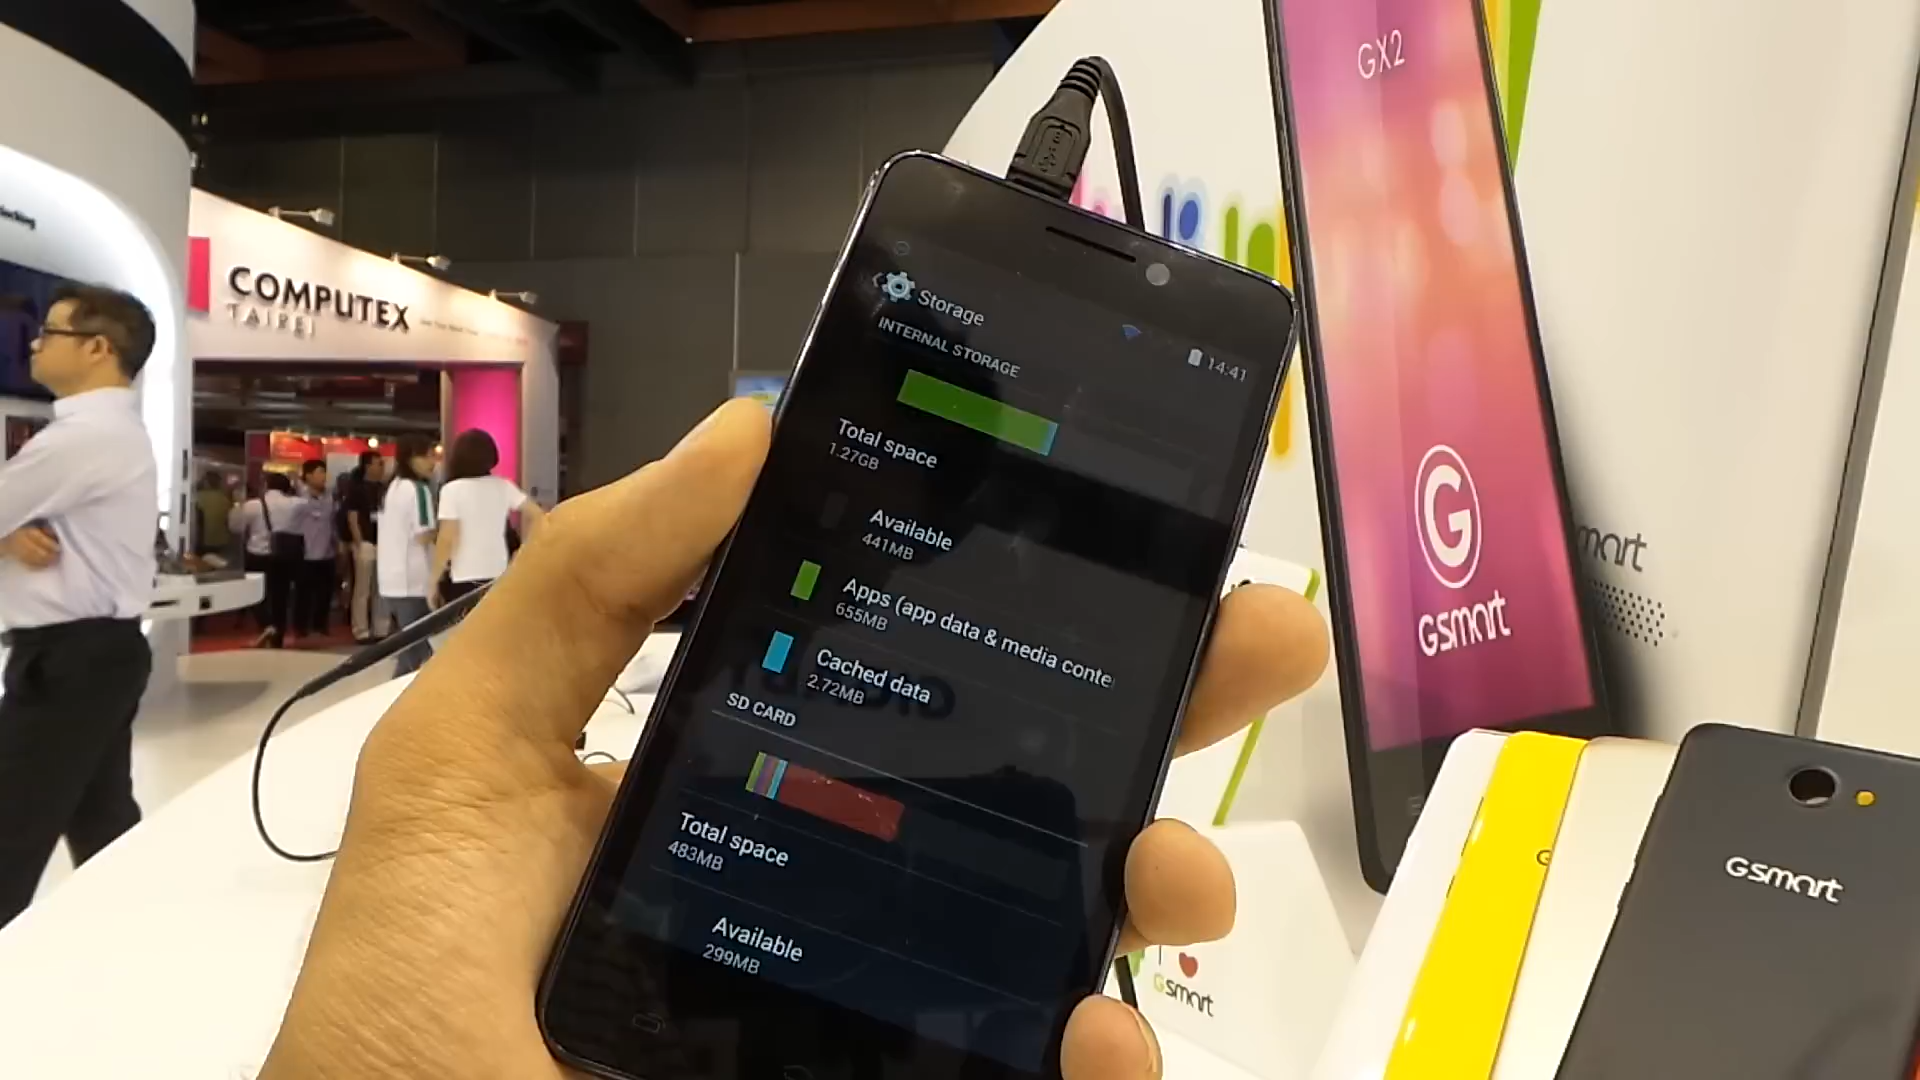 COMPUTEX
TAIPEI
Storage
14:41
INTERNAL STORAGE
Total space
1.27GB
Available
441MB
Apps (app data & media conte
655MB
Cached data
2.72MB
SD CARD
Total space
483MB
Available
299MB
GX2
G
GSmart
mart
GSmart
GSmart